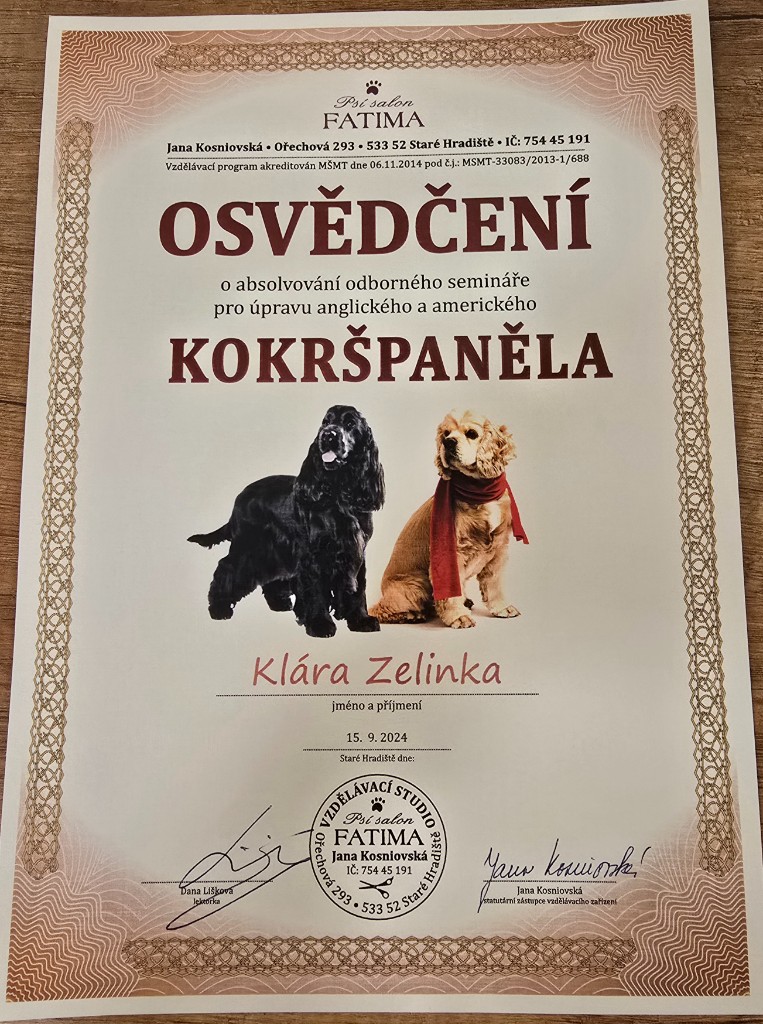 Psí salon
FATIMA
Jana Kosniovská • Ořechová 293 • 533 52 Staré Hradiště • IČ: 754 45 191
Vzdělávací program akreditován MŠMT dne 06.11.2014 pod č.j.: MSMT-33083/2013-1/688
OSVĚDČENÍ
o absolvování odborného semináře
pro úpravu anglického a amerického
KOKRŠPANĚLA
Klára Zelinka
jméno a příjmení
15. 9. 2024
Staré Hradiště dne:
VZDĚLÁVACÍ STUDIO
Psí salon
FATIMA
Jana Kosniovská
IČ: 754 45 191
Ořechová 293 • 533 52 Staré Hradiště
Dana Lišková
lektorka
Jana Kosniovská
Jana Kosniovská
statutární zástupce vzdělávacího zařízení